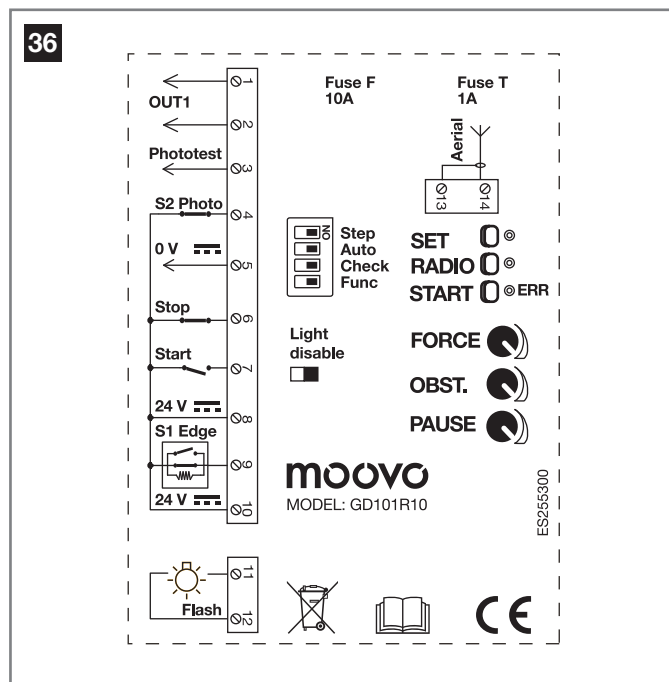 36
OUT1
Phototest
S2 Photo
0 V
Stop
Start
24 V
S1 Edge
24 V
Flash
1
2
3
4
5
6
7
8
9
10
11
12
Fuse F
10A
Fuse T
1A
Aerial
13
14
ON
Step
Auto
Check
Func
SET
RADIO
START ERR
Light
disable
FORCE
OBST.
PAUSE
moovo
MODEL: GD101R10
ES255300
CE